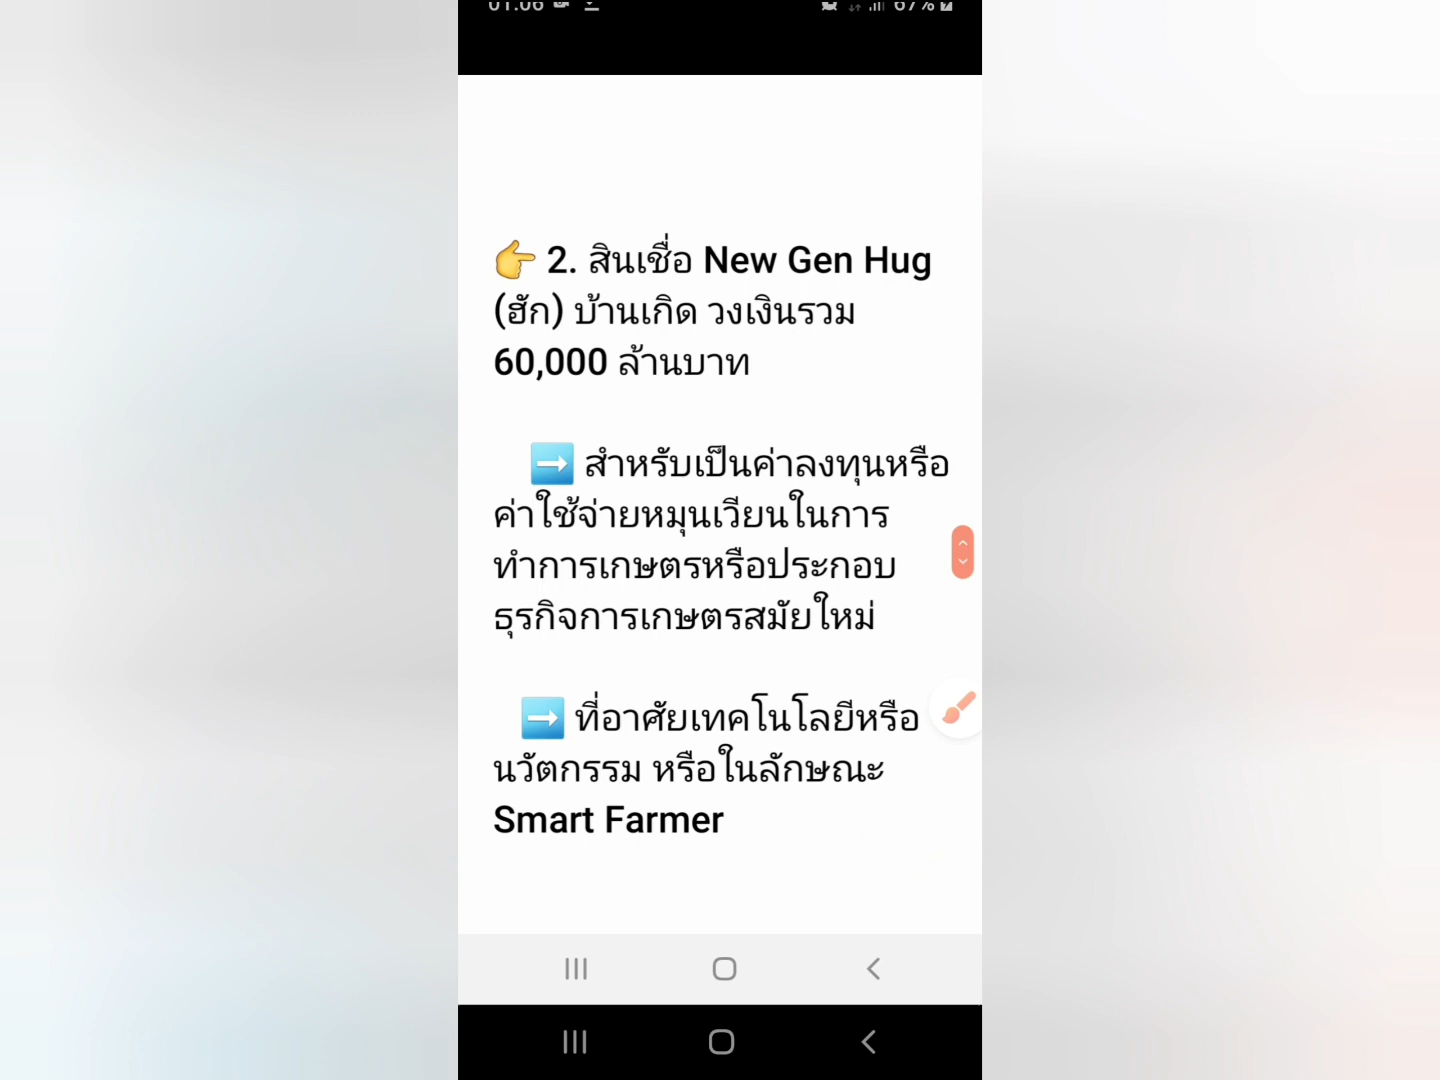 01.06 67%
👉 2. สินเชื่อ New Gen Hug
(ฮัก) บ้านเกิด วงเงินรวม
60,000 ล้านบาท
➡ สำหรับเป็นค่าลงทุนหรือ
ค่าใช้จ่ายหมุนเวียนในการ
ทำการเกษตรหรือประกอบ
ธุรกิจการเกษตรสมัยใหม่
➡ ที่อาศัยเทคโนโลยีหรือ
นวัตกรรม หรือในลักษณะ
Smart Farmer